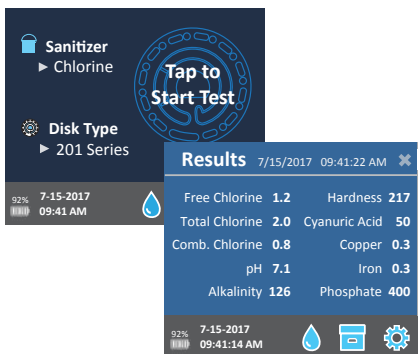 Sanitizer
► Chlorine
Tap to
Start Test
Disk Type
► 201 Series
92%
7-15-2017
09:41 AM
Results 7/15/2017 09:41:22 AM ✖
Free Chlorine 1.2 Hardness 217
Total Chlorine 2.0 Cyanuric Acid 50
Comb. Chlorine 0.8 Copper 0.3
pH 7.1 Iron 0.3
Alkalinity 126 Phosphate 400
92%
7-15-2017
09:41:14 AM